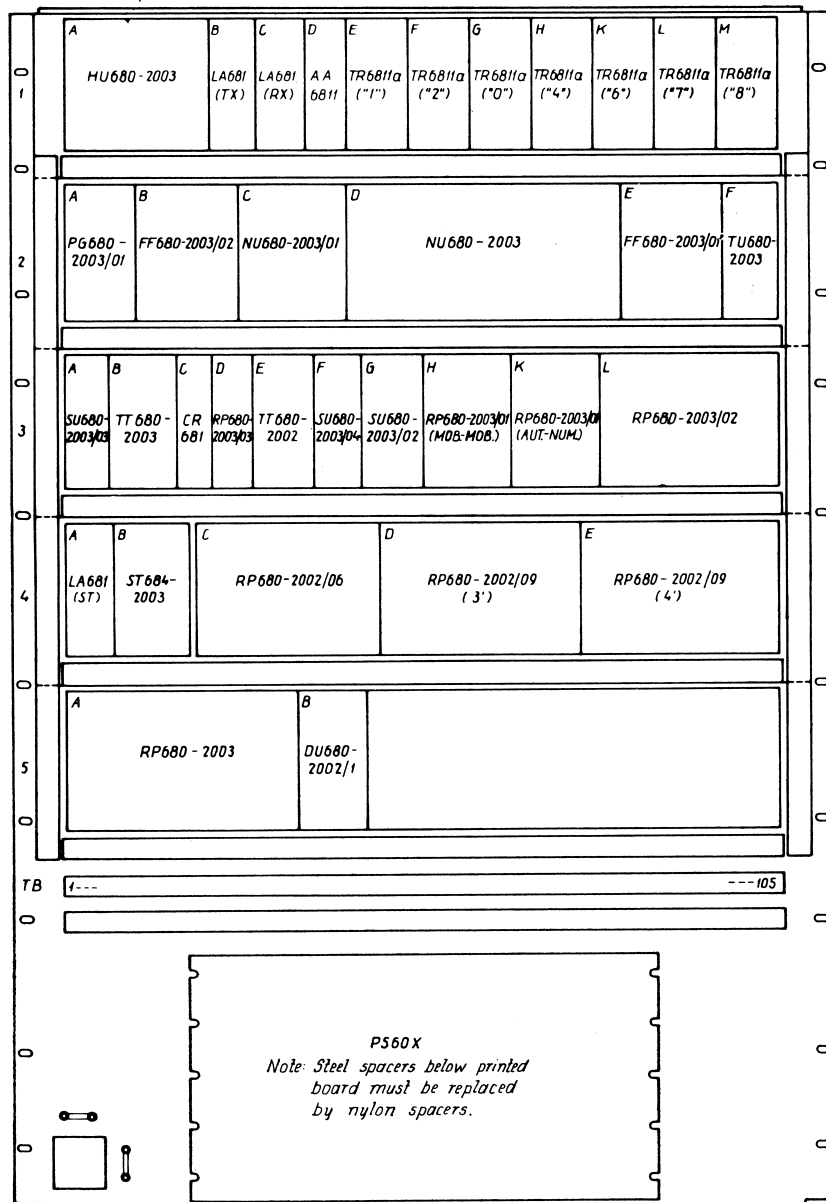 A B C D E F G H K L M
HU680-2003 LA681 LA681 AA TR6811a TR6811a TR6811a TR6811a TR6811a TR6811a TR6811a
(TX) (RX) 6811 ("1") ("2") ("0") ("4") ("6") ("7") ("8")
1
A B C D E F
PG680- FF680-2003/02 NU680-2003/01 NU680-2003 FF680-2003/01 TU680-
2003/01 2003
2
A B C D E F G H K L
SU680- TT680- CR RP680- TT680- SU680- SU680- RP680-2003/01 RP680-2003/01 RP680-2003/02
2003/03 2003 681 2003/03 2002 2003/04 2003/02 (MOB.-MOB.) (AUT.-NUM.)
3
A B C D E
LA681 ST684- RP680-2002/06 RP680-2002/09 RP680-2002/09
(ST) 2003 (3') (4')
4
A B
RP680-2003 DU680-
2002/1
5
TB 1--- ---105
PS60X
Note: Steel spacers below printed
board must be replaced
by nylon spacers.